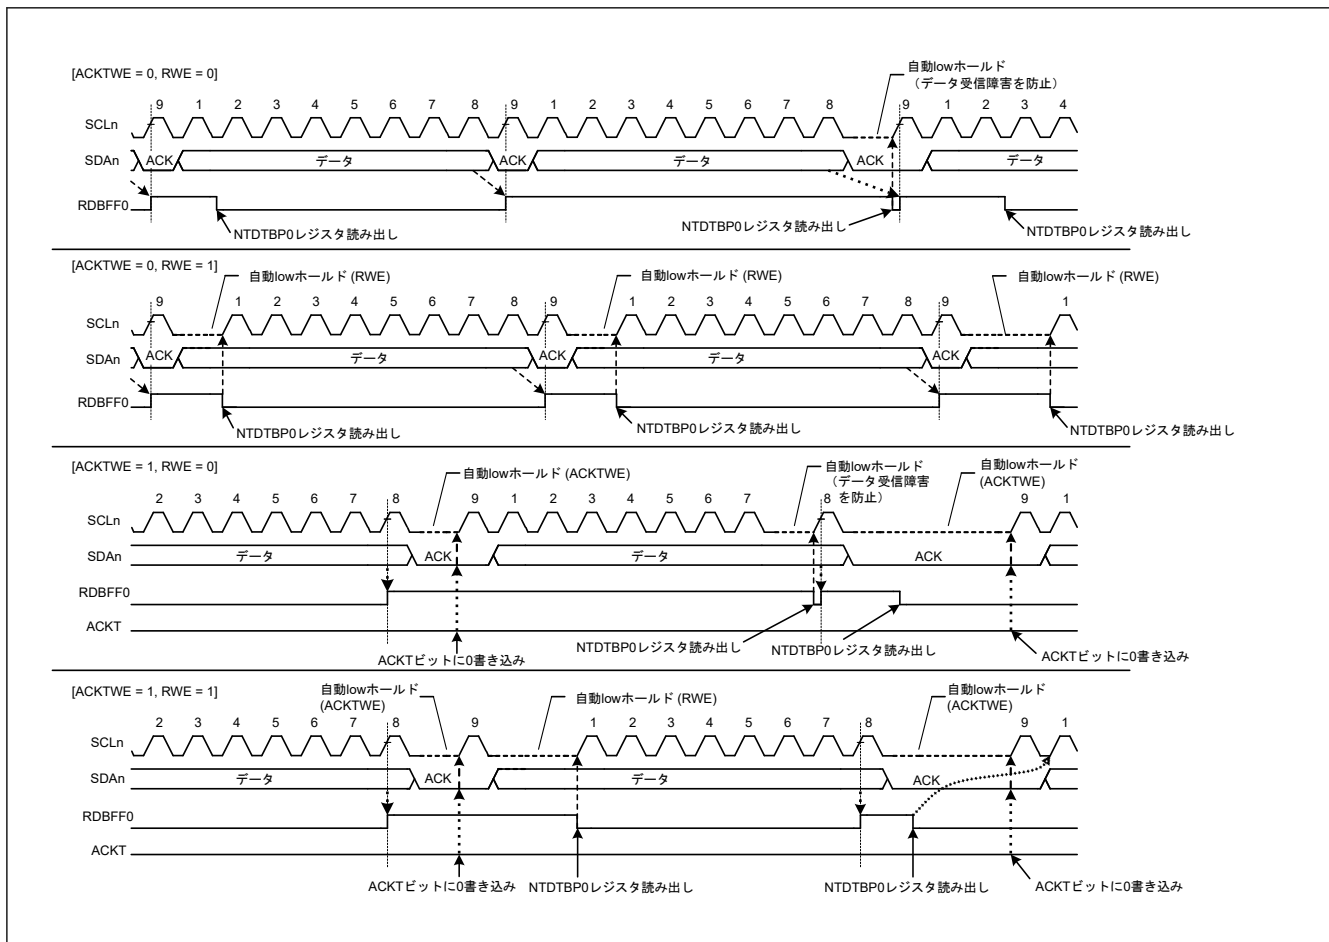 [ACKTWE = 0, RWE = 0]
自動lowホールド
（データ受信障害を防止）
9 1 2 3 4 5 6 7 8 9 1 2 3 4 5 6 7 8 9 1 2 3 4
SCLn
SDAn ACK データ ACK データ ACK データ
RDBFF0
NTDTBP0レジスタ読み出し NTDTBP0レジスタ読み出し NTDTBP0レジスタ読み出し
[ACKTWE = 0, RWE = 1]
自動lowホールド (RWE) 自動lowホールド (RWE) 自動lowホールド (RWE)
9 1 2 3 4 5 6 7 8 9 1 2 3 4 5 6 7 8 9 1
SCLn
SDAn ACK データ ACK データ ACK
RDBFF0
NTDTBP0レジスタ読み出し NTDTBP0レジスタ読み出し NTDTBP0レジスタ読み出し
[ACKTWE = 1, RWE = 0]
自動lowホールド (ACKTWE)
自動lowホールド
（データ受信障害
を防止）
自動lowホールド
(ACKTWE)
2 3 4 5 6 7 8 9 1 2 3 4 5 6 7 8 9 1
SCLn
SDAn データ ACK データ ACK
RDBFF0
ACKT
NTDTBP0レジスタ読み出し NTDTBP0レジスタ読み出し
ACKTビットに0書き込み ACKTビットに0書き込み
[ACKTWE = 1, RWE = 1]
自動lowホールド
(ACKTWE)
自動lowホールド (RWE)
自動lowホールド
(ACKTWE)
2 3 4 5 6 7 8 9 1 2 3 4 5 6 7 8 9 1
SCLn
SDAn データ ACK データ ACK
RDBFF0
ACKT
ACKTビットに0書き込み NTDTBP0レジスタ読み出し NTDTBP0レジスタ読み出し ACKTビットに0書き込み